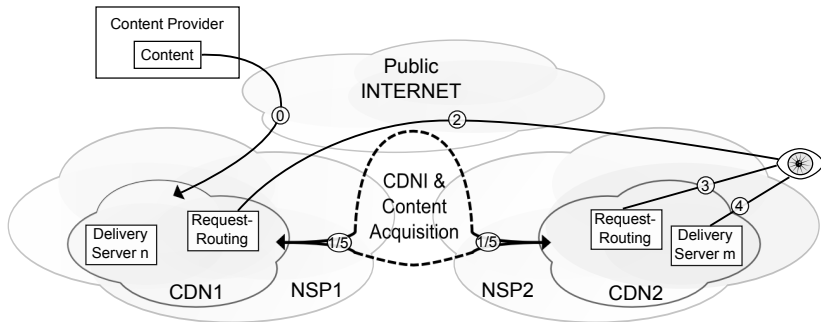 Content Provider
Content
Public
INTERNET
0
2
CDNI &
Content
Acquisition
3
4
Request-
Routing
Request-
Routing
Delivery
Server n
Delivery
Server m
1/5
1/5
CDN1
NSP1
NSP2
CDN2